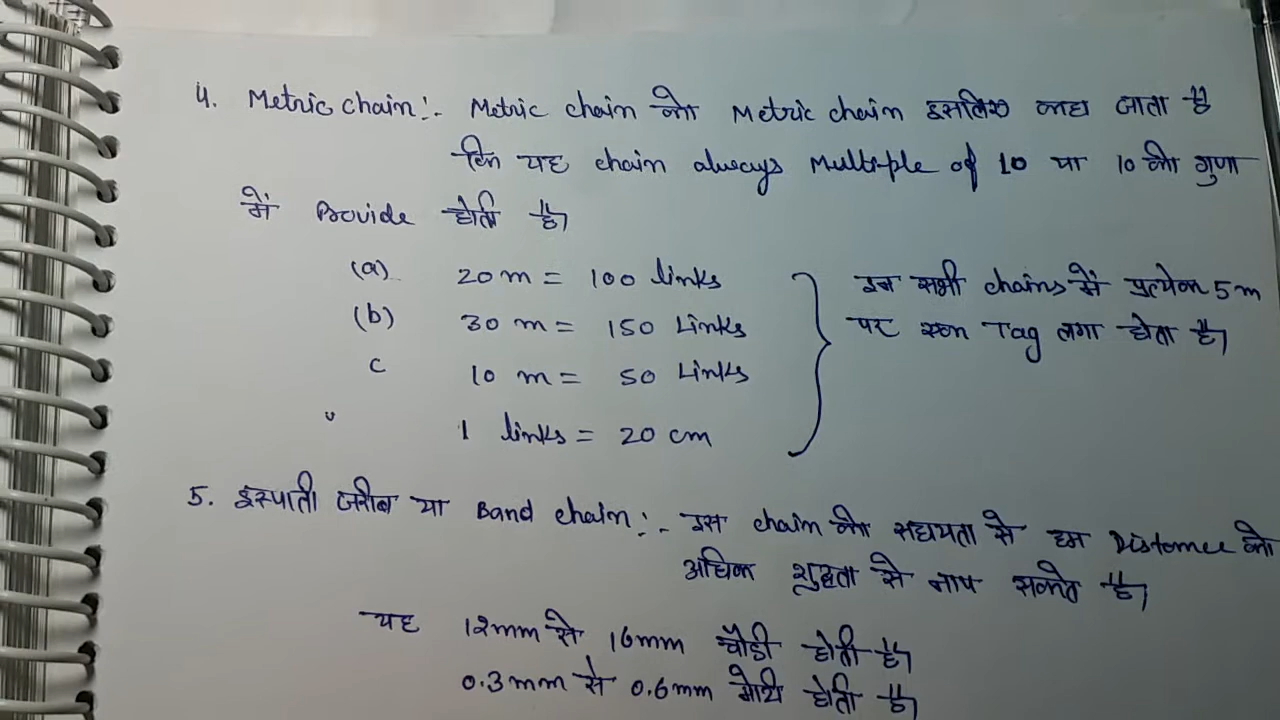 4. Metric chain:- Metric chain को Metric chain इसलिए कहा जाता है
कि यह chain always Multiple of 10 या 10 की गुणा
में Provide होती है।
(a) 20 m = 100 links
(b) 30 m = 150 Links
c 10 m = 50 Links
1 links = 20 cm
इन सभी chains में प्रत्येक 5 m
पर एक Tag लगा होता है।
5. इस्पाती जरीब या Band chain:- इस chain की सहायता से हम Distance को
अधिक शुद्धता से नाप सकते है।
यह 12mm से 16mm चौडी होती है।
0.3mm से 0.6mm मोटी होती है।